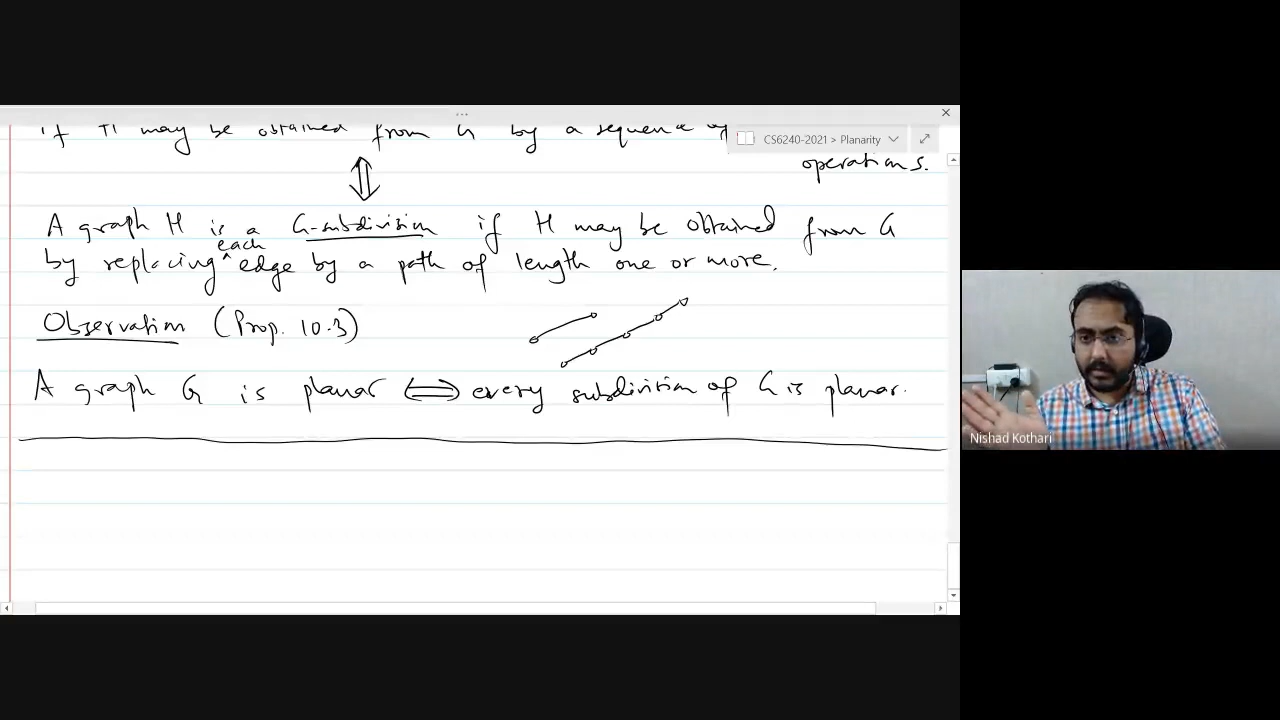 if H may be obtained from G by a sequence of
CS6240-2021 > Planarity
operations.
A graph H is a G-subdivision if H may be obtained from G
each
by replacing ^ edge by a path of length one or more.
Observation (Prop. 10.3)
A graph G is planar ⟺ every subdivision of G is planar.
Nishad Kothari